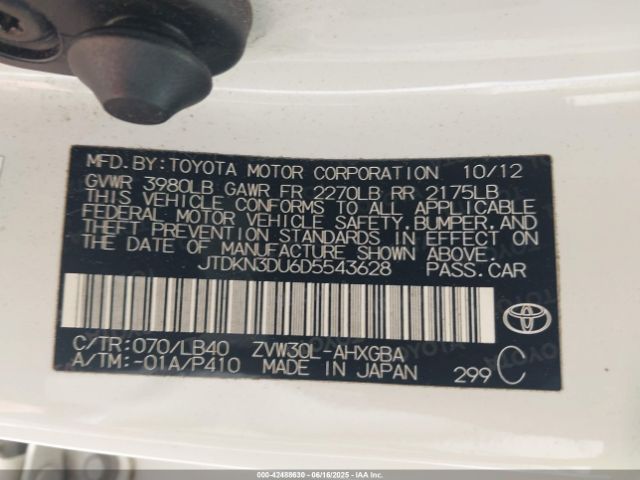 MFD.BY:TOYOTA MOTOR CORPORATION 10/12
GVWR 3980LB GAWR FR 2270LB RR 2175LB
THIS VEHICLE CONFORMS TO ALL APPLICABLE
FEDERAL MOTOR VEHICLE SAFETY,BUMPER,AND
THEFT PREVENTION STANDARDS IN EFFECT ON
THE DATE OF MANUFACTURE SHOWN ABOVE.
JTDKN3DU6D5543628 PASS.CAR
C/TR:070/LB40 ZVW30L-AHXGBA
A/TM:-01A/P410 MADE IN JAPAN 299 C
000-42488630 - 06/16/2025 - IAAI.COM